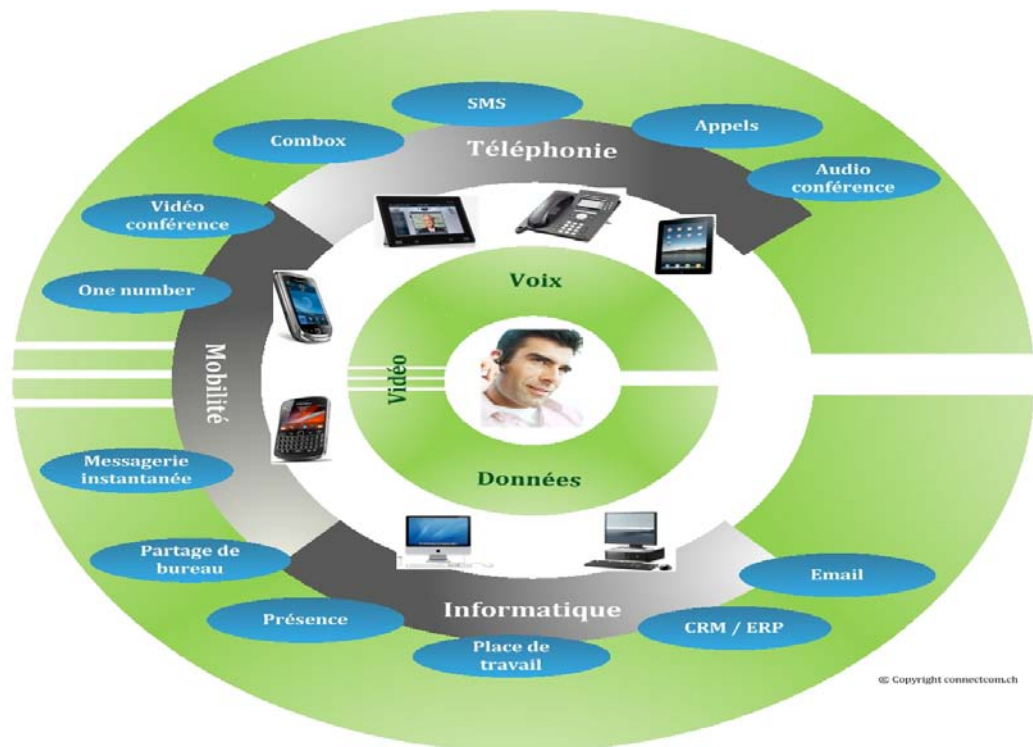 SMS
Appels
Combox
Téléphonie
Audio
conférence
Vidéo
conférence
Voix
One number
Mobilité
Vidéo
Messagerie
instantanée
Données
Partage de
bureau
Email
Présence
Informatique
CRM / ERP
Place de
travail
© Copyright connectcom.ch